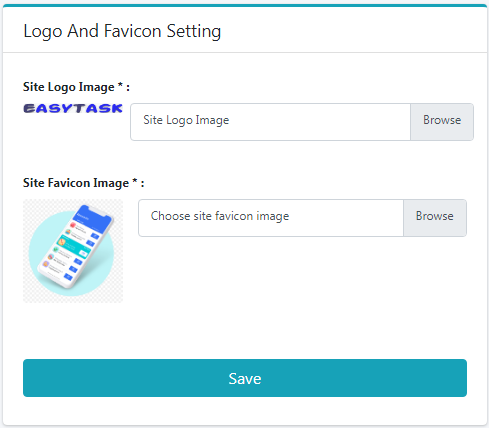 Logo And Favicon Setting
Site Logo Image * :
EASYTASK
Site Logo Image
Browse
Site Favicon Image * :
Choose site favicon image
Browse
Save